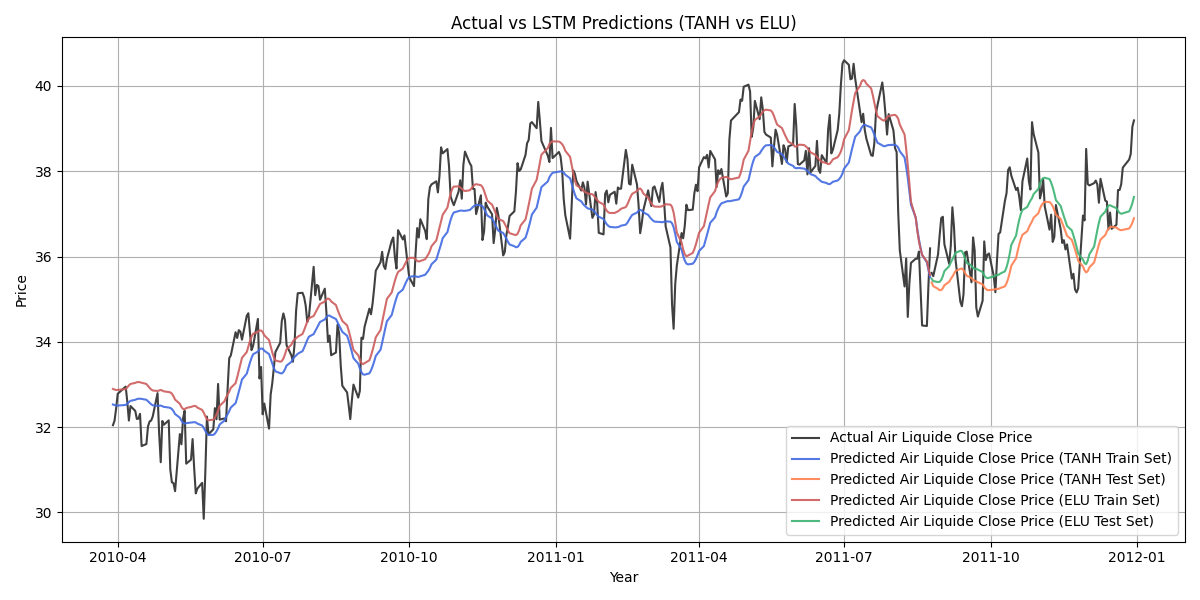 Actual vs LSTM Predictions (TANH vs ELU)
Price
40
38
36
34
32
30
Actual Air Liquide Close Price
Predicted Air Liquide Close Price (TANH Train Set)
Predicted Air Liquide Close Price (TANH Test Set)
Predicted Air Liquide Close Price (ELU Train Set)
Predicted Air Liquide Close Price (ELU Test Set)
2010-04 2010-07 2010-10 2011-01 2011-04 2011-07 2011-10 2012-01
Year